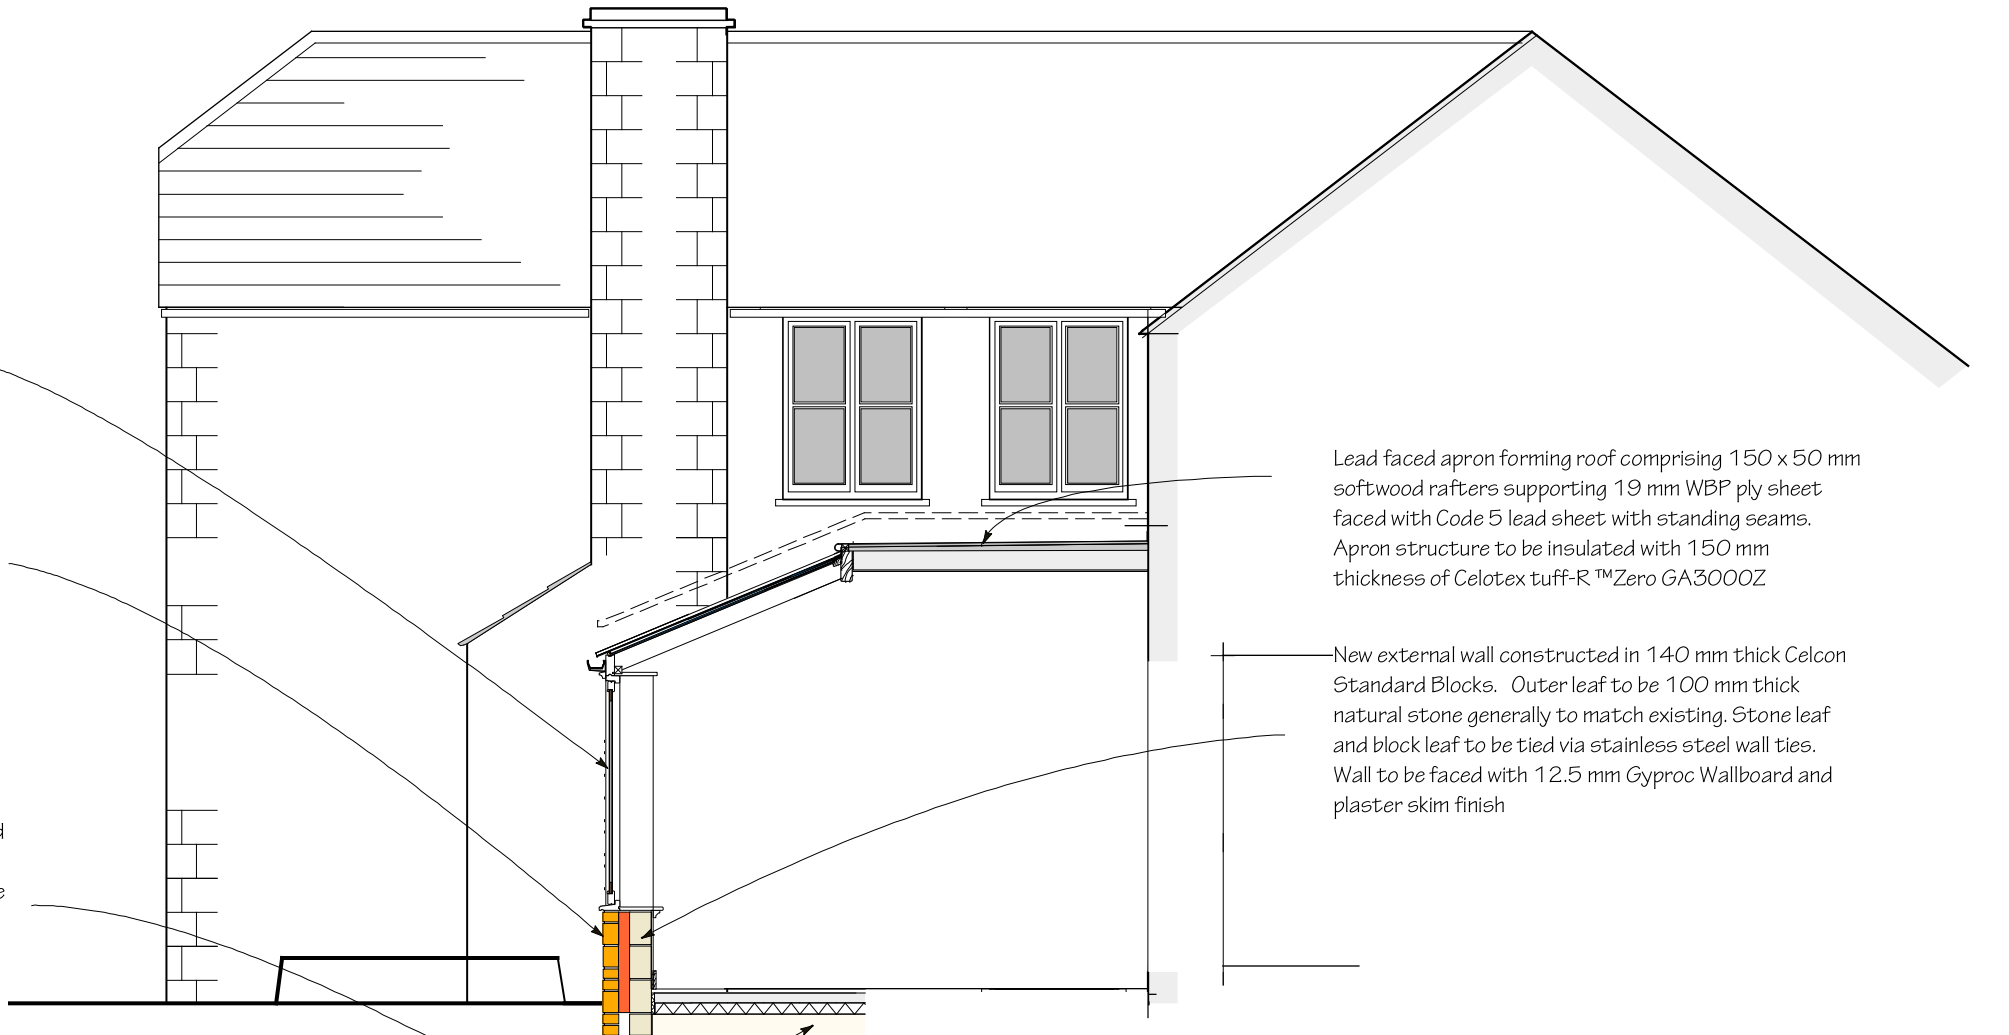 Lead faced apron forming roof comprising 150 x 50 mm
softwood rafters supporting 19 mm WBP ply sheet
faced with Code 5 lead sheet with standing seams.
Apron structure to be insulated with 150 mm
thickness of Celotex tuff-R ™Zero GA3000Z
New external wall constructed in 140 mm thick Celcon
Standard Blocks.   Outer leaf to be 100 mm thick
natural stone generally to match existing. Stone leaf
and block leaf to be tied via stainless steel wall ties.
Wall to be faced with 12.5 mm Gyproc Wallboard and
plaster skim finish